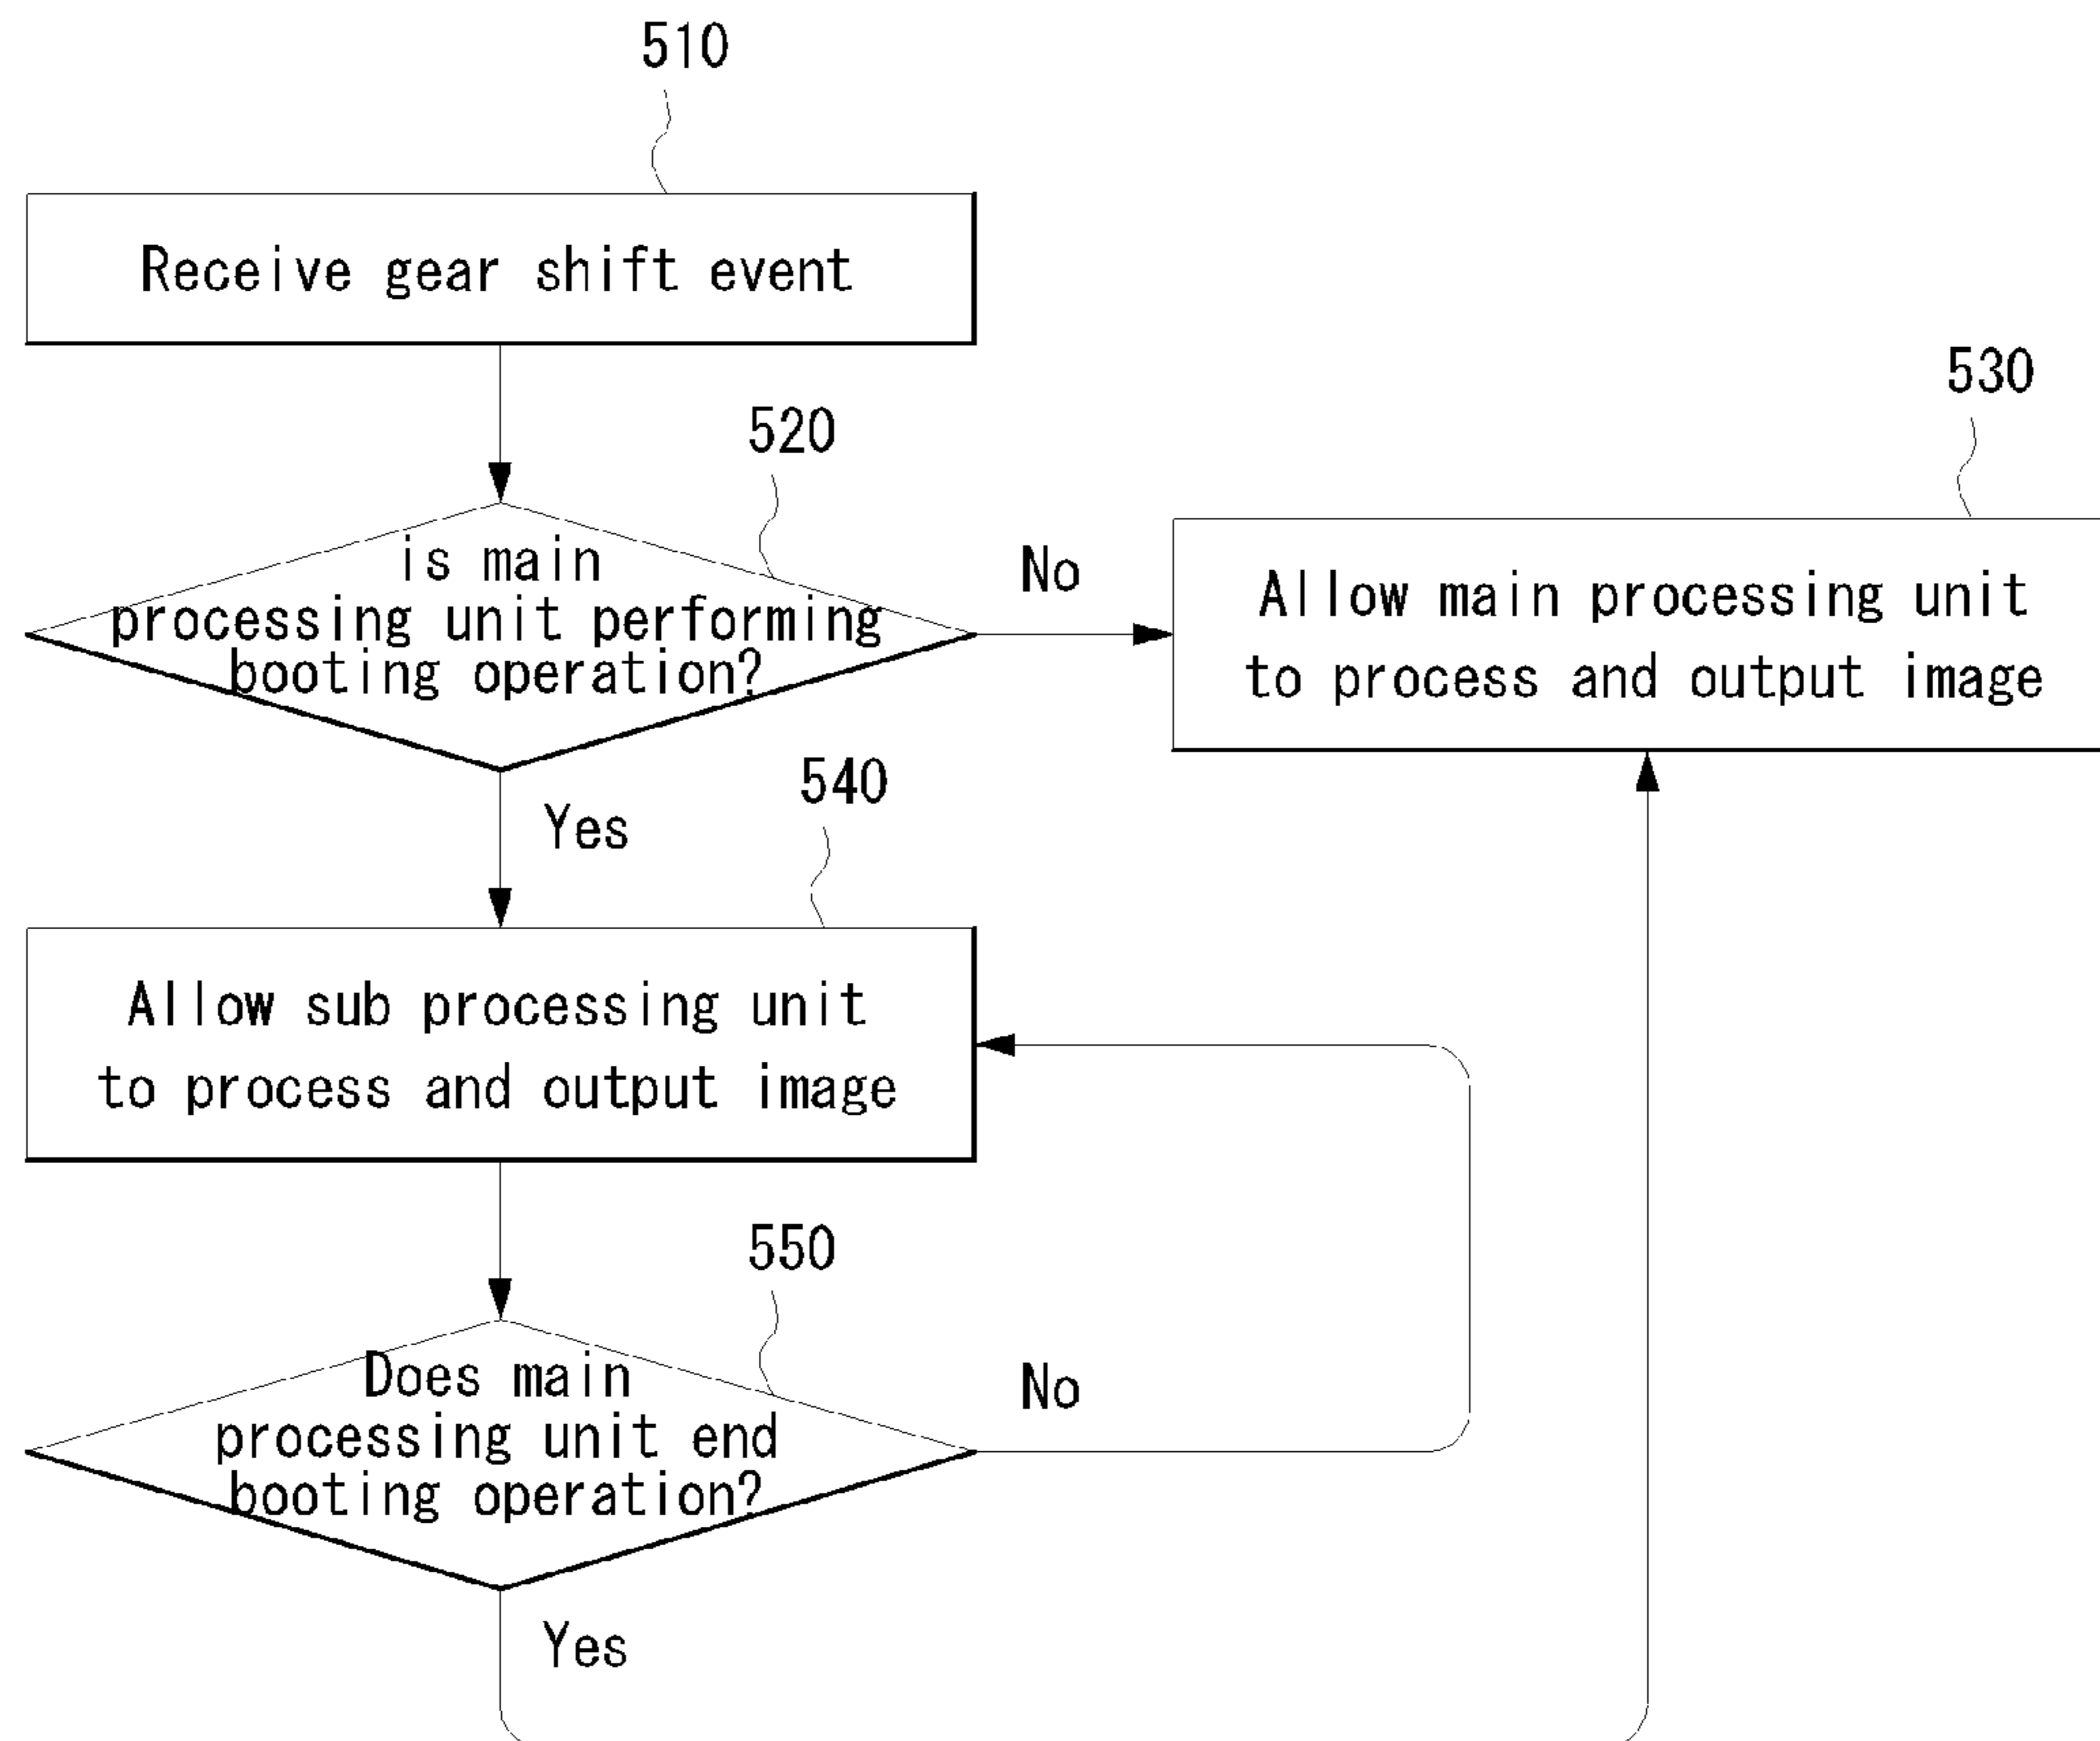 510
Receive gear shift event
520
is main
processing unit performing
booting operation?
No
530
Allow main processing unit
to process and output image
Yes
540
Allow sub processing unit
to process and output image
550
Does main
processing unit end
booting operation?
No
Yes